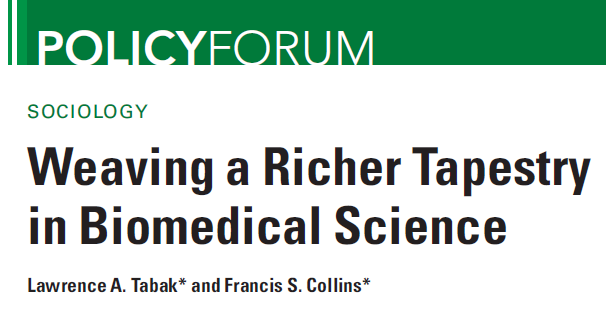 POLICYFORUM
SOCIOLOGY
Weaving a Richer Tapestry
in Biomedical Science
Lawrence A. Tabak* and Francis S. Collins*